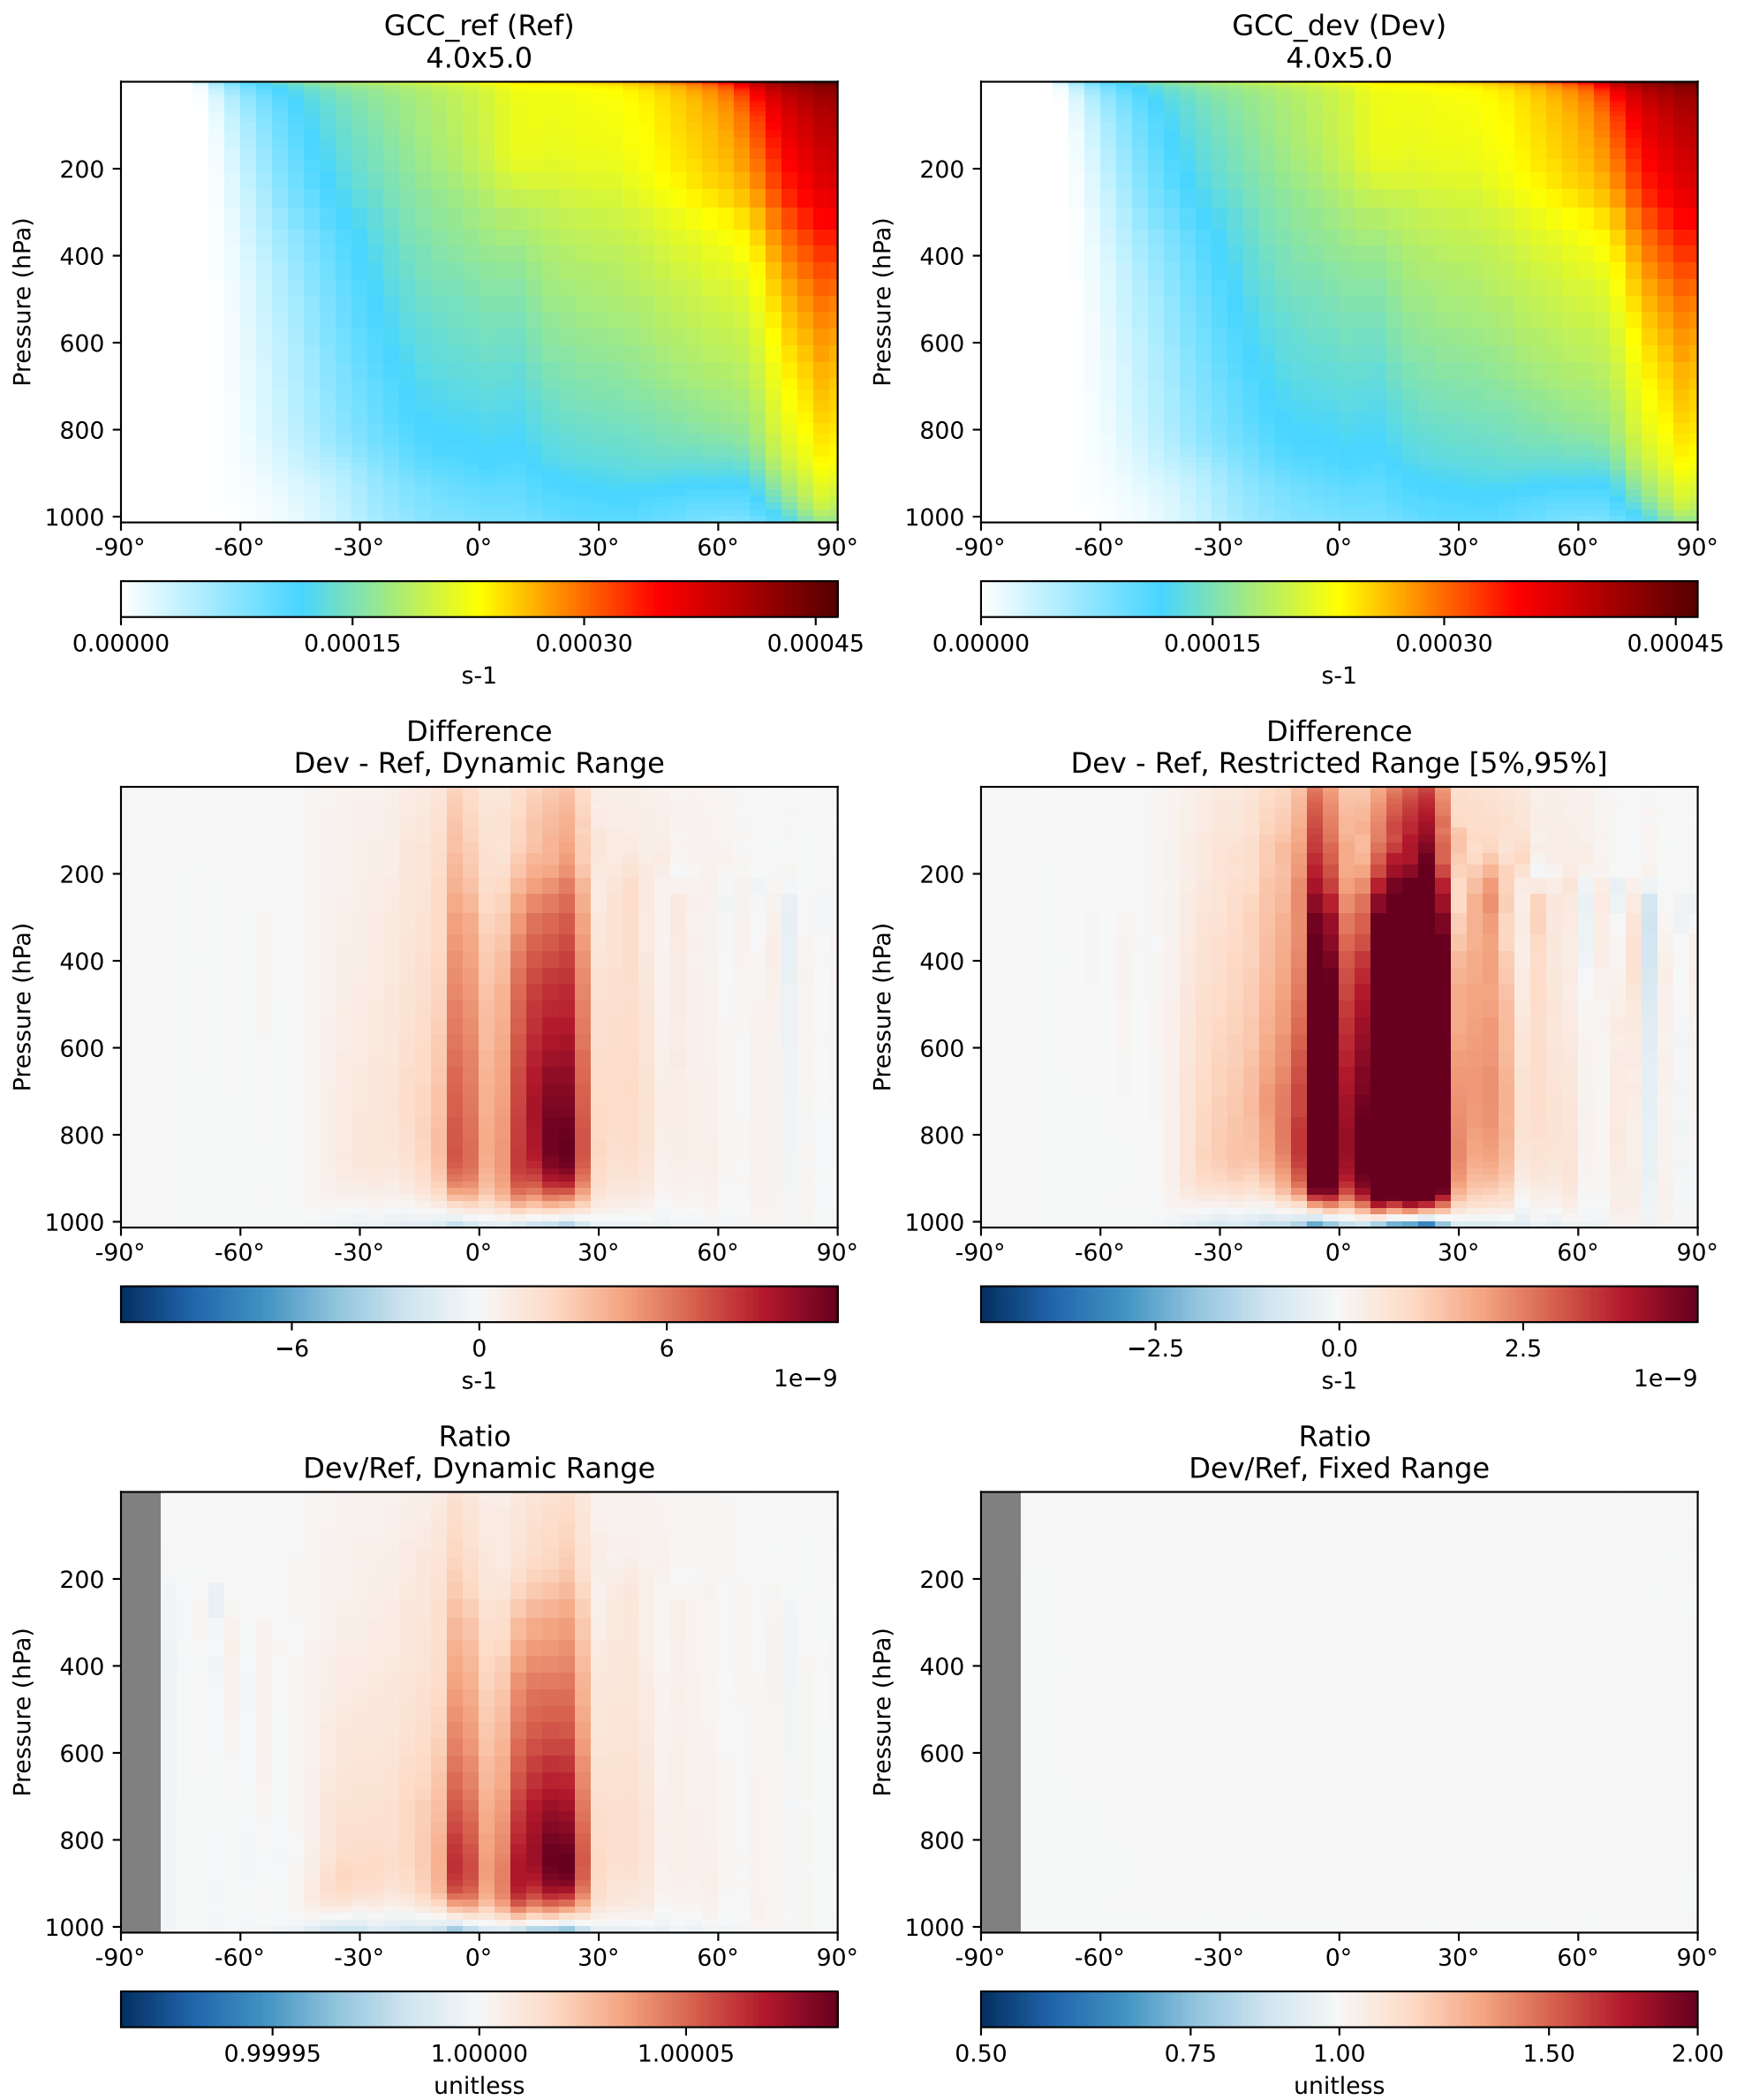 GCC_ref (Ref)
4.0x5.0
Pressure (hPa)
200
400
600
800
1000
-90° -60° -30° 0° 30° 60° 90°
0.00000 0.00015 0.00030 0.00045
s-1
GCC_dev (Dev)
4.0x5.0
Pressure (hPa)
200
400
600
800
1000
-90° -60° -30° 0° 30° 60° 90°
0.00000 0.00015 0.00030 0.00045
s-1
Difference
Dev - Ref, Dynamic Range
Pressure (hPa)
200
400
600
800
1000
-90° -60° -30° 0° 30° 60° 90°
−6 0 6
s-1 1e−9
Difference
Dev - Ref, Restricted Range [5%,95%]
Pressure (hPa)
200
400
600
800
1000
-90° -60° -30° 0° 30° 60° 90°
−2.5 0.0 2.5
s-1 1e−9
Ratio
Dev/Ref, Dynamic Range
Pressure (hPa)
200
400
600
800
1000
-90° -60° -30° 0° 30° 60° 90°
0.99995 1.00000 1.00005
unitless
Ratio
Dev/Ref, Fixed Range
Pressure (hPa)
200
400
600
800
1000
-90° -60° -30° 0° 30° 60° 90°
0.50 0.75 1.00 1.50 2.00
unitless